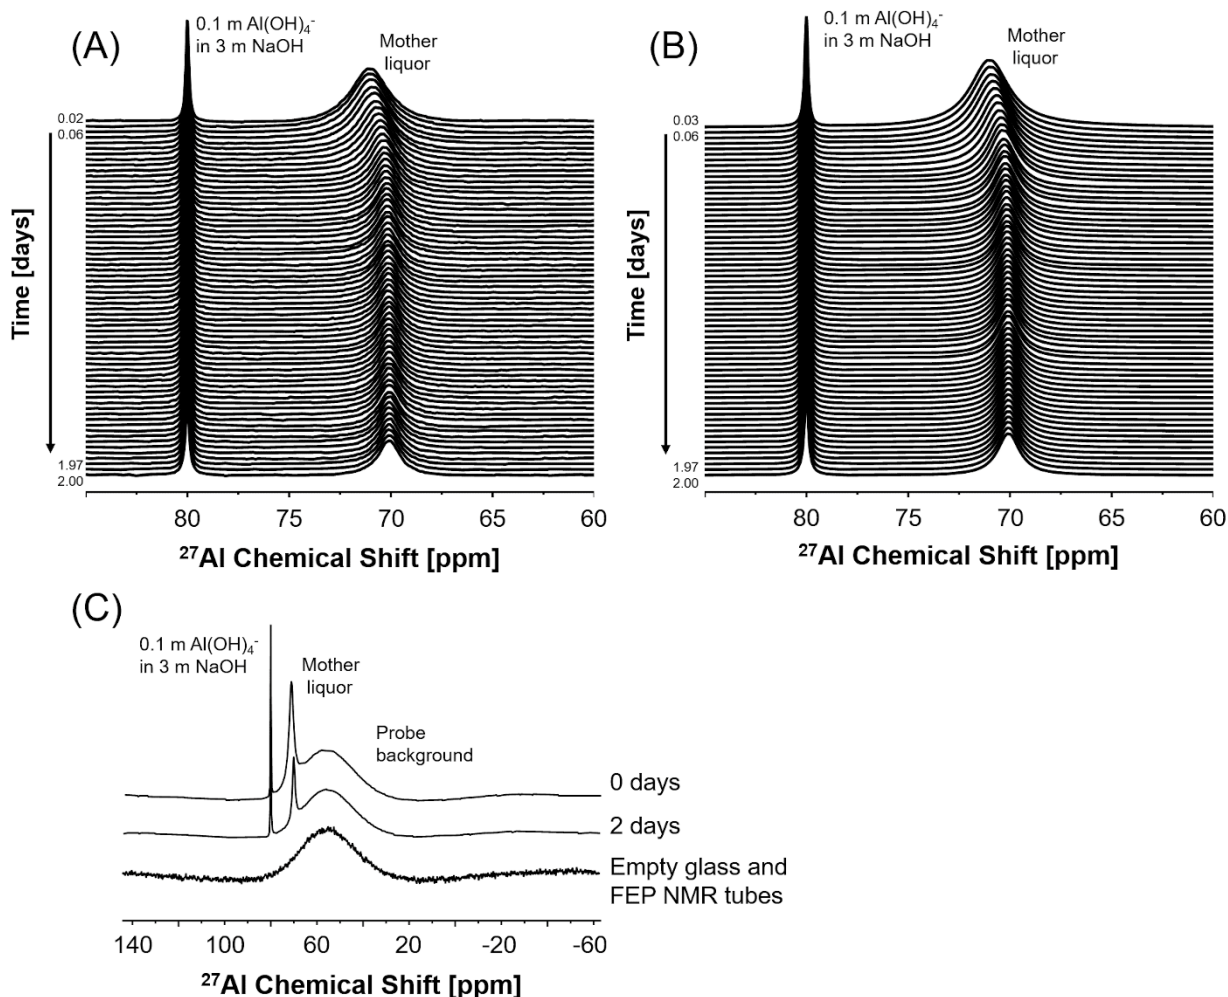 (A)
0.1 m Al(OH)₄⁻
in 3 m NaOH
Mother
liquor
0.02
0.06
Time [days]
1.97
2.00
80 75 70 65 60
²⁷Al Chemical Shift [ppm]
(B)
0.1 m Al(OH)₄⁻
in 3 m NaOH
Mother
liquor
0.03
0.06
Time [days]
1.97
2.00
80 75 70 65 60
²⁷Al Chemical Shift [ppm]
(C)
0.1 m Al(OH)₄⁻
in 3 m NaOH
Mother
liquor
Probe
background
0 days
2 days
Empty glass and
FEP NMR tubes
140 100 60 20 -20 -60
²⁷Al Chemical Shift [ppm]